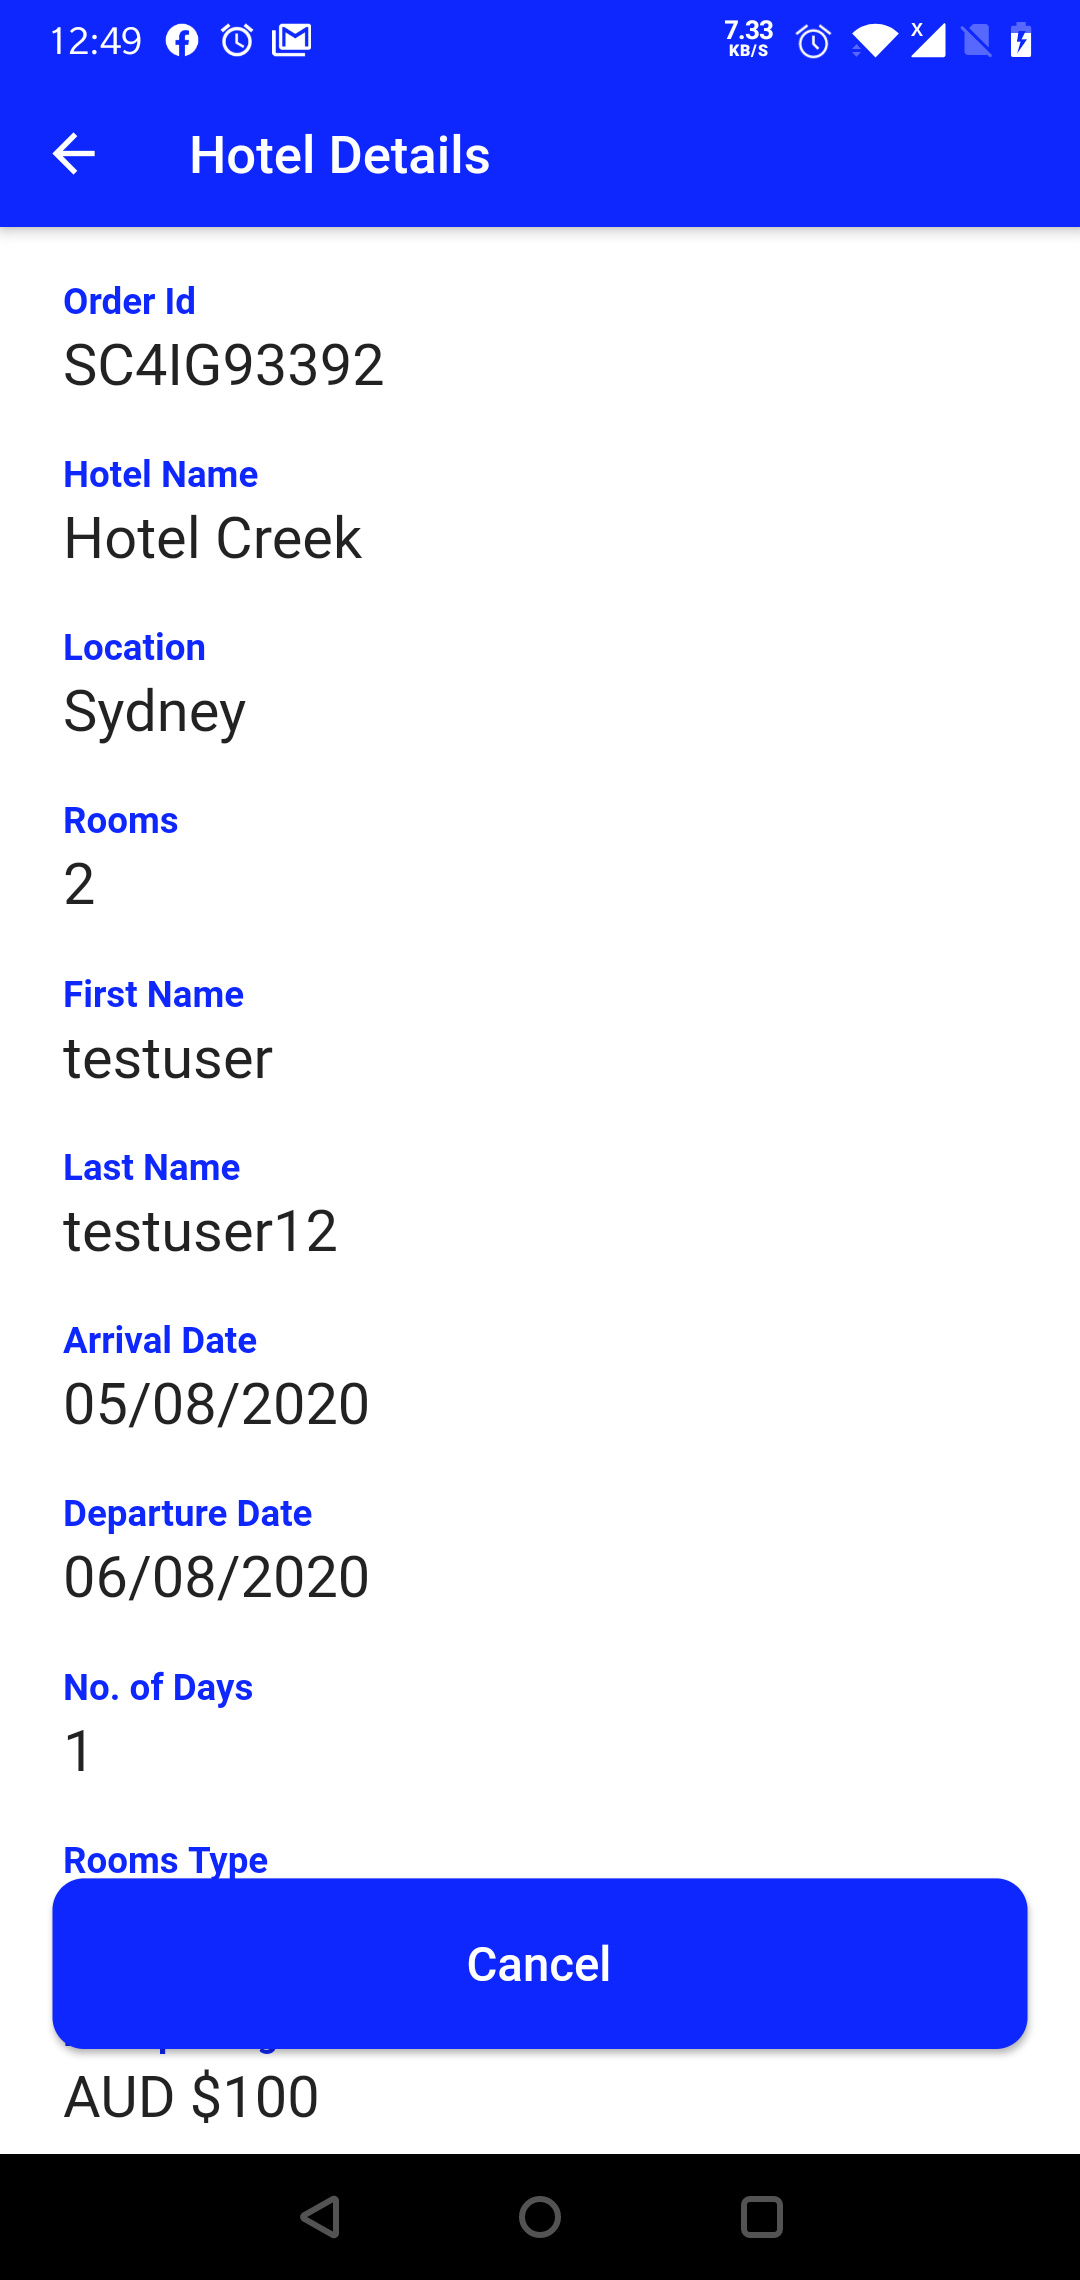 12:49 7.33 KB/S
Hotel Details
Order Id
SC4IG93392
Hotel Name
Hotel Creek
Location
Sydney
Rooms
2
First Name
testuser
Last Name
testuser12
Arrival Date
05/08/2020
Departure Date
06/08/2020
No. of Days
1
Rooms Type
Cancel
AUD $100